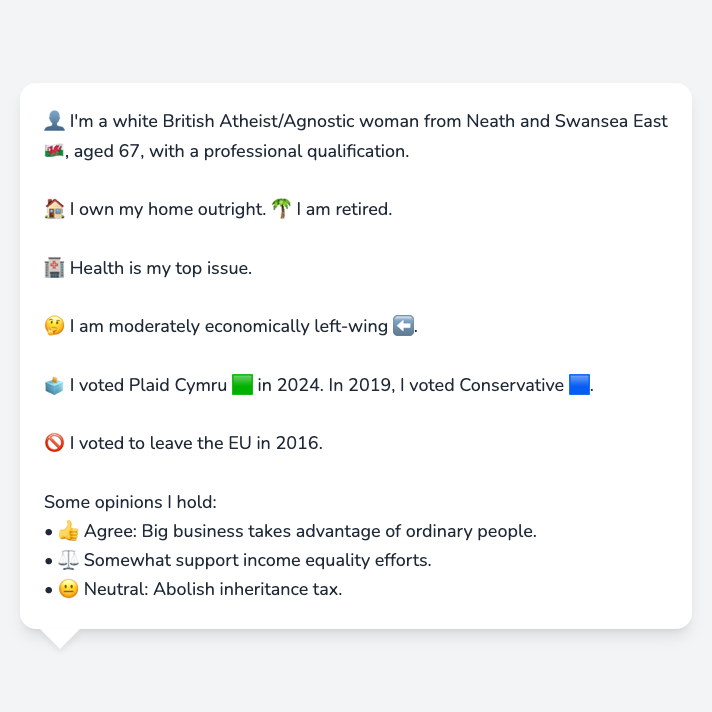 👤 I'm a white British Atheist/Agnostic woman from Neath and Swansea East
🏴󠁧󠁢󠁷󠁬󠁳󠁿, aged 67, with a professional qualification.
🏠 I own my home outright. 🌴 I am retired.
🏥 Health is my top issue.
🤔 I am moderately economically left-wing ⬅️.
🗳️ I voted Plaid Cymru 🟩 in 2024. In 2019, I voted Conservative 🟦.
🚫 I voted to leave the EU in 2016.
Some opinions I hold:
• 👍 Agree: Big business takes advantage of ordinary people.
• ⚖️ Somewhat support income equality efforts.
• 😐 Neutral: Abolish inheritance tax.